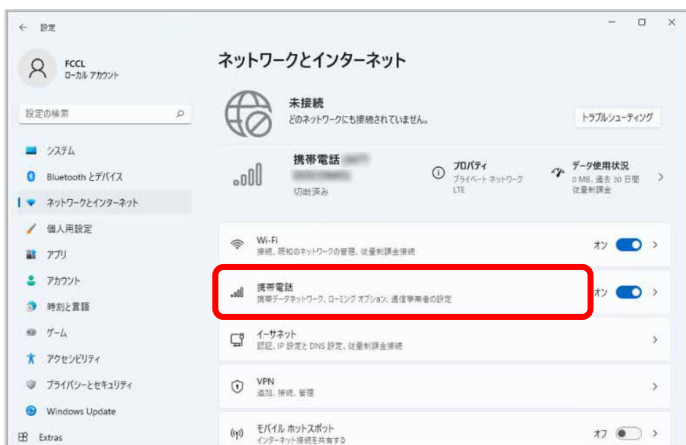 ← 設定
FCCL
ローカル アカウント
設定の検索
システム
Bluetooth とデバイス
ネットワークとインターネット
個人用設定
アプリ
アカウント
時刻と言語
ゲーム
アクセシビリティ
プライバシーとセキュリティ
Windows Update
Extras
ネットワークとインターネット
未接続
どのネットワークにも接続されていません。
トラブルシューティング
携帯電話
切断済み
プロパティ
プライベート ネットワーク
LTE
データ使用状況
0 MB、過去 30 日間
従量制課金
Wi-Fi
接続、既知のネットワークの管理、従量制課金接続
オン
携帯電話
携帯データネットワーク、ローミング オプション、通信事業者の設定
オン
イーサネット
認証、IP 設定と DNS 設定、従量制課金接続
VPN
追加、接続、管理
モバイル ホットスポット
インターネット接続を共有する
オフ